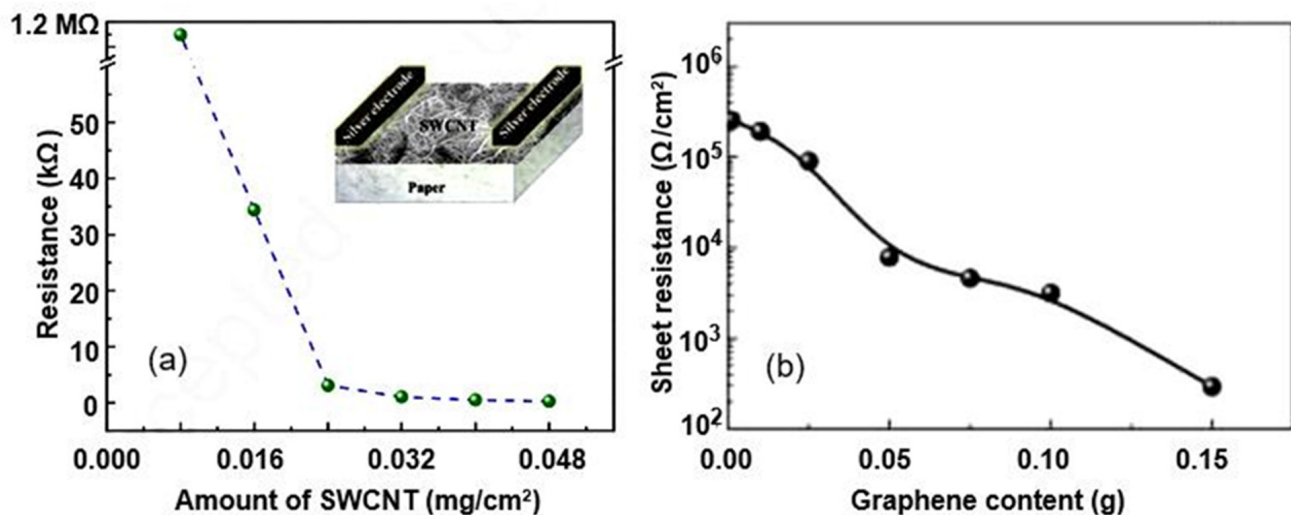 1.2 MΩ
50
40
30
20
10
0
Resistance (kΩ)
Silver electrode
SWCNT
Silver electrode
Paper
(a)
0.000 0.016 0.032 0.048
Amount of SWCNT (mg/cm²)
10⁶
10⁵
10⁴
10³
10²
Sheet resistance (Ω/cm²)
(b)
0.00 0.05 0.10 0.15
Graphene content (g)